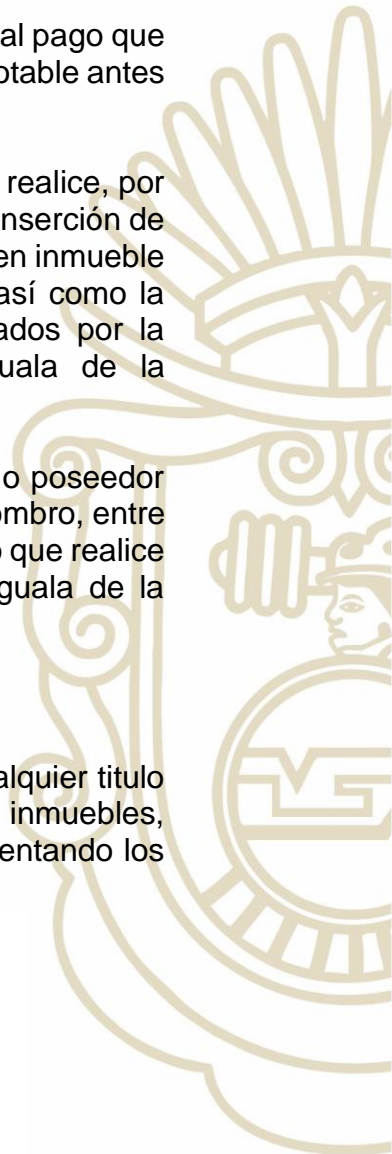 al pago que
otable antes
realice, por
nserción de
en inmueble
así como la
ados por la
uala de la
o poseedor
ombro, entre
o que realice
guala de la
alquier titulo
inmuebles,
entando los